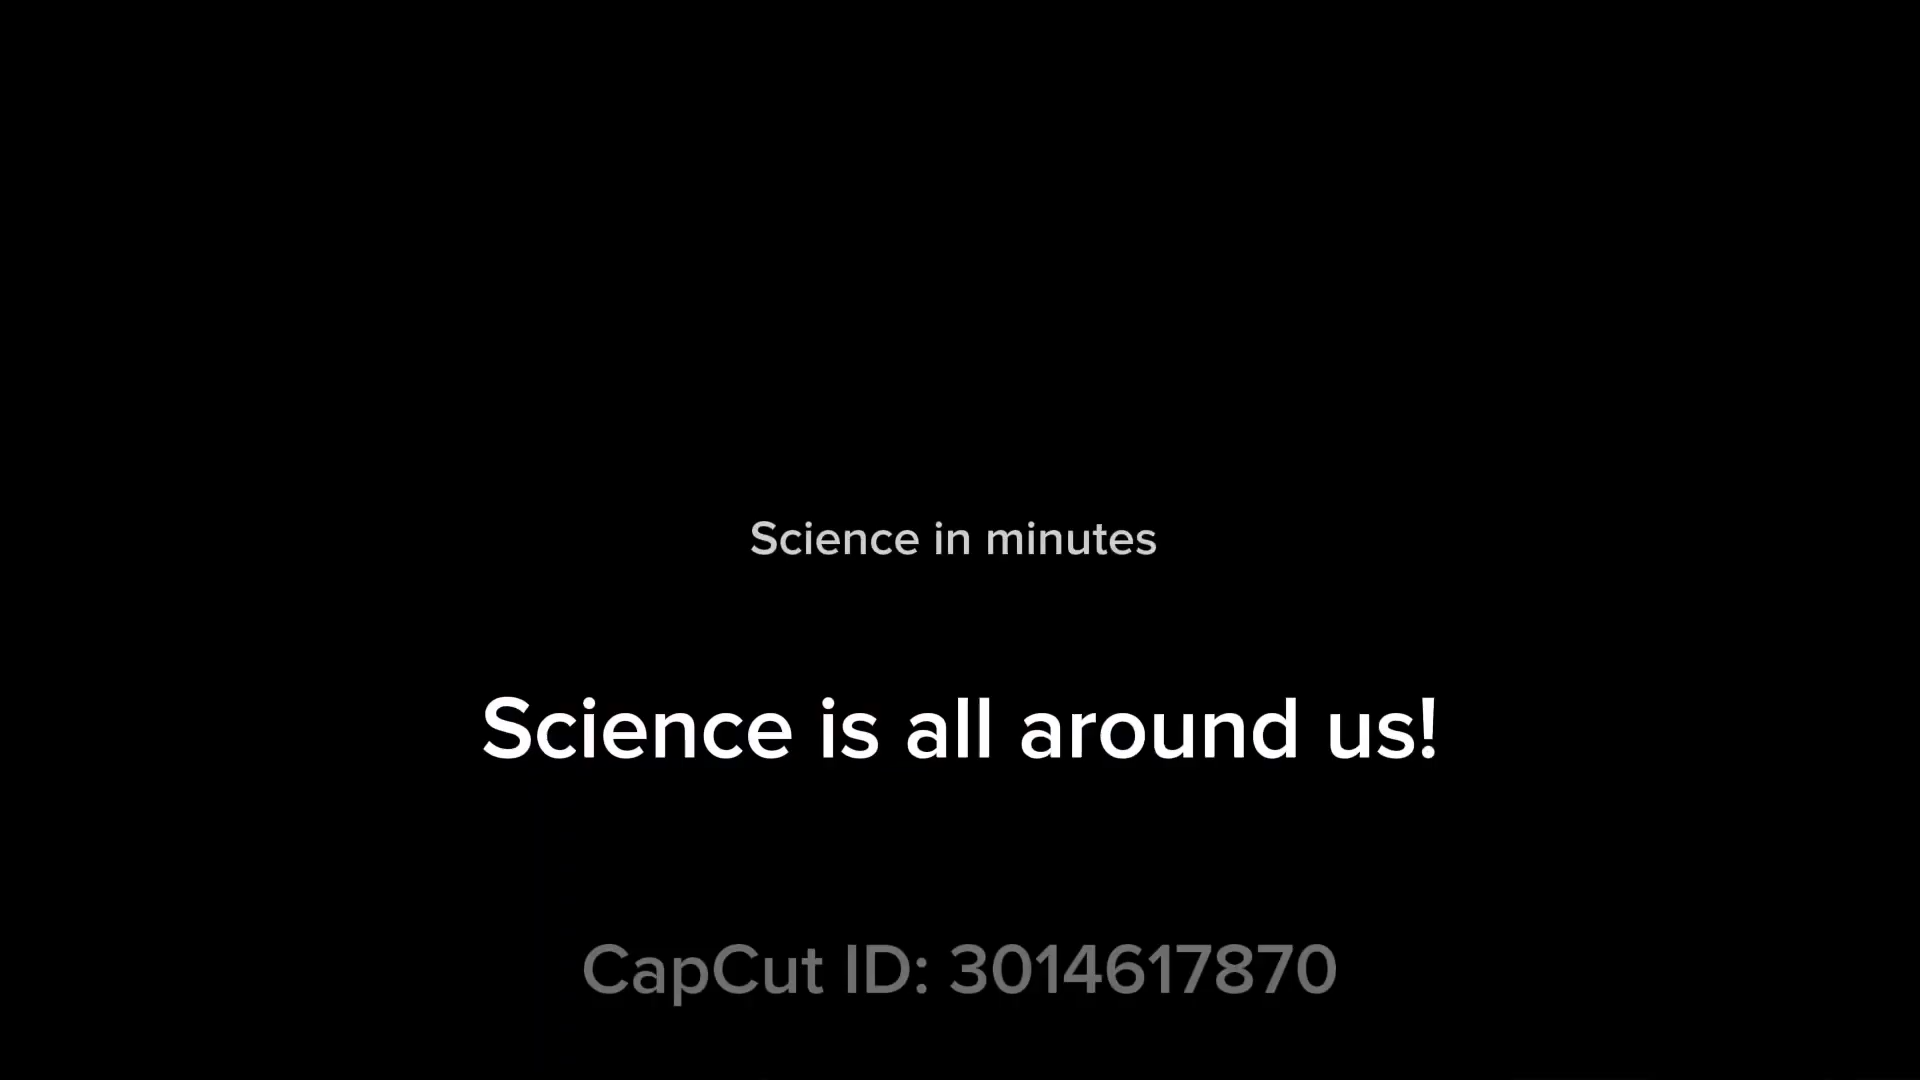 Science in minutes
Science is all around us!
CapCut ID: 3014617870